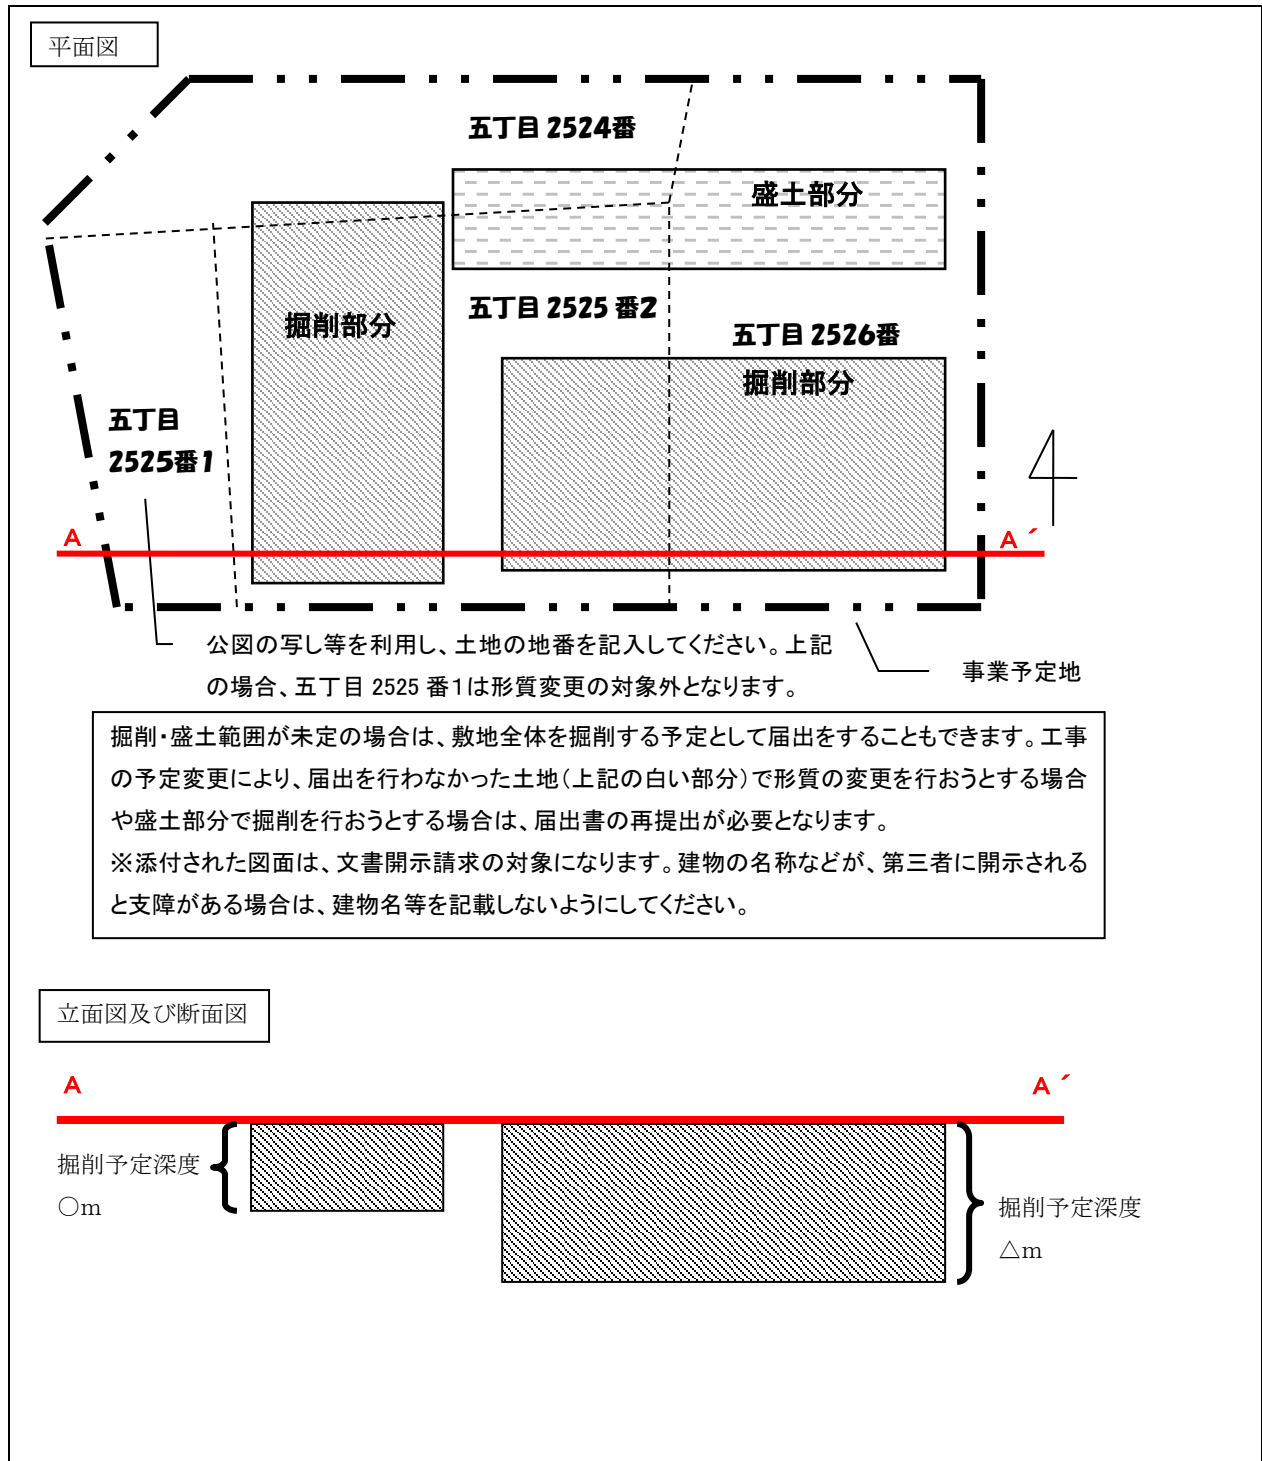 平面図
五丁目 2524番
盛土部分
掘削部分
五丁目 2525 番2
五丁目 2526番
掘削部分
五丁目
2525番1
A
A´
公図の写し等を利用し、土地の地番を記入してください。上記
の場合、五丁目 2525 番1は形質変更の対象外となります。
事業予定地
掘削・盛土範囲が未定の場合は、敷地全体を掘削する予定として届出をすることもできます。工事
の予定変更により、届出を行わなかった土地(上記の白い部分)で形質の変更を行おうとする場合
や盛土部分で掘削を行おうとする場合は、届出書の再提出が必要となります。
※添付された図面は、文書開示請求の対象になります。建物の名称などが、第三者に開示される
と支障がある場合は、建物名等を記載しないようにしてください。
立面図及び断面図
A
A´
掘削予定深度
○m
掘削予定深度
△m